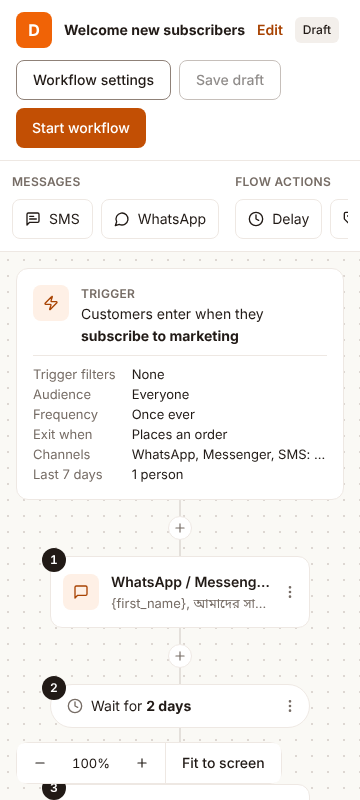 D Welcome new subscribers Edit Draft
Workflow settings Save draft
Start workflow
MESSAGES FLOW ACTIONS
SMS WhatsApp Delay
TRIGGER
Customers enter when they
subscribe to marketing
Trigger filters None
Audience Everyone
Frequency Once ever
Exit when Places an order
Channels WhatsApp, Messenger, SMS: ...
Last 7 days 1 person
1
WhatsApp / Messeng...
{first_name}, আমাদের সা...
2
Wait for 2 days
− 100% + Fit to screen
3